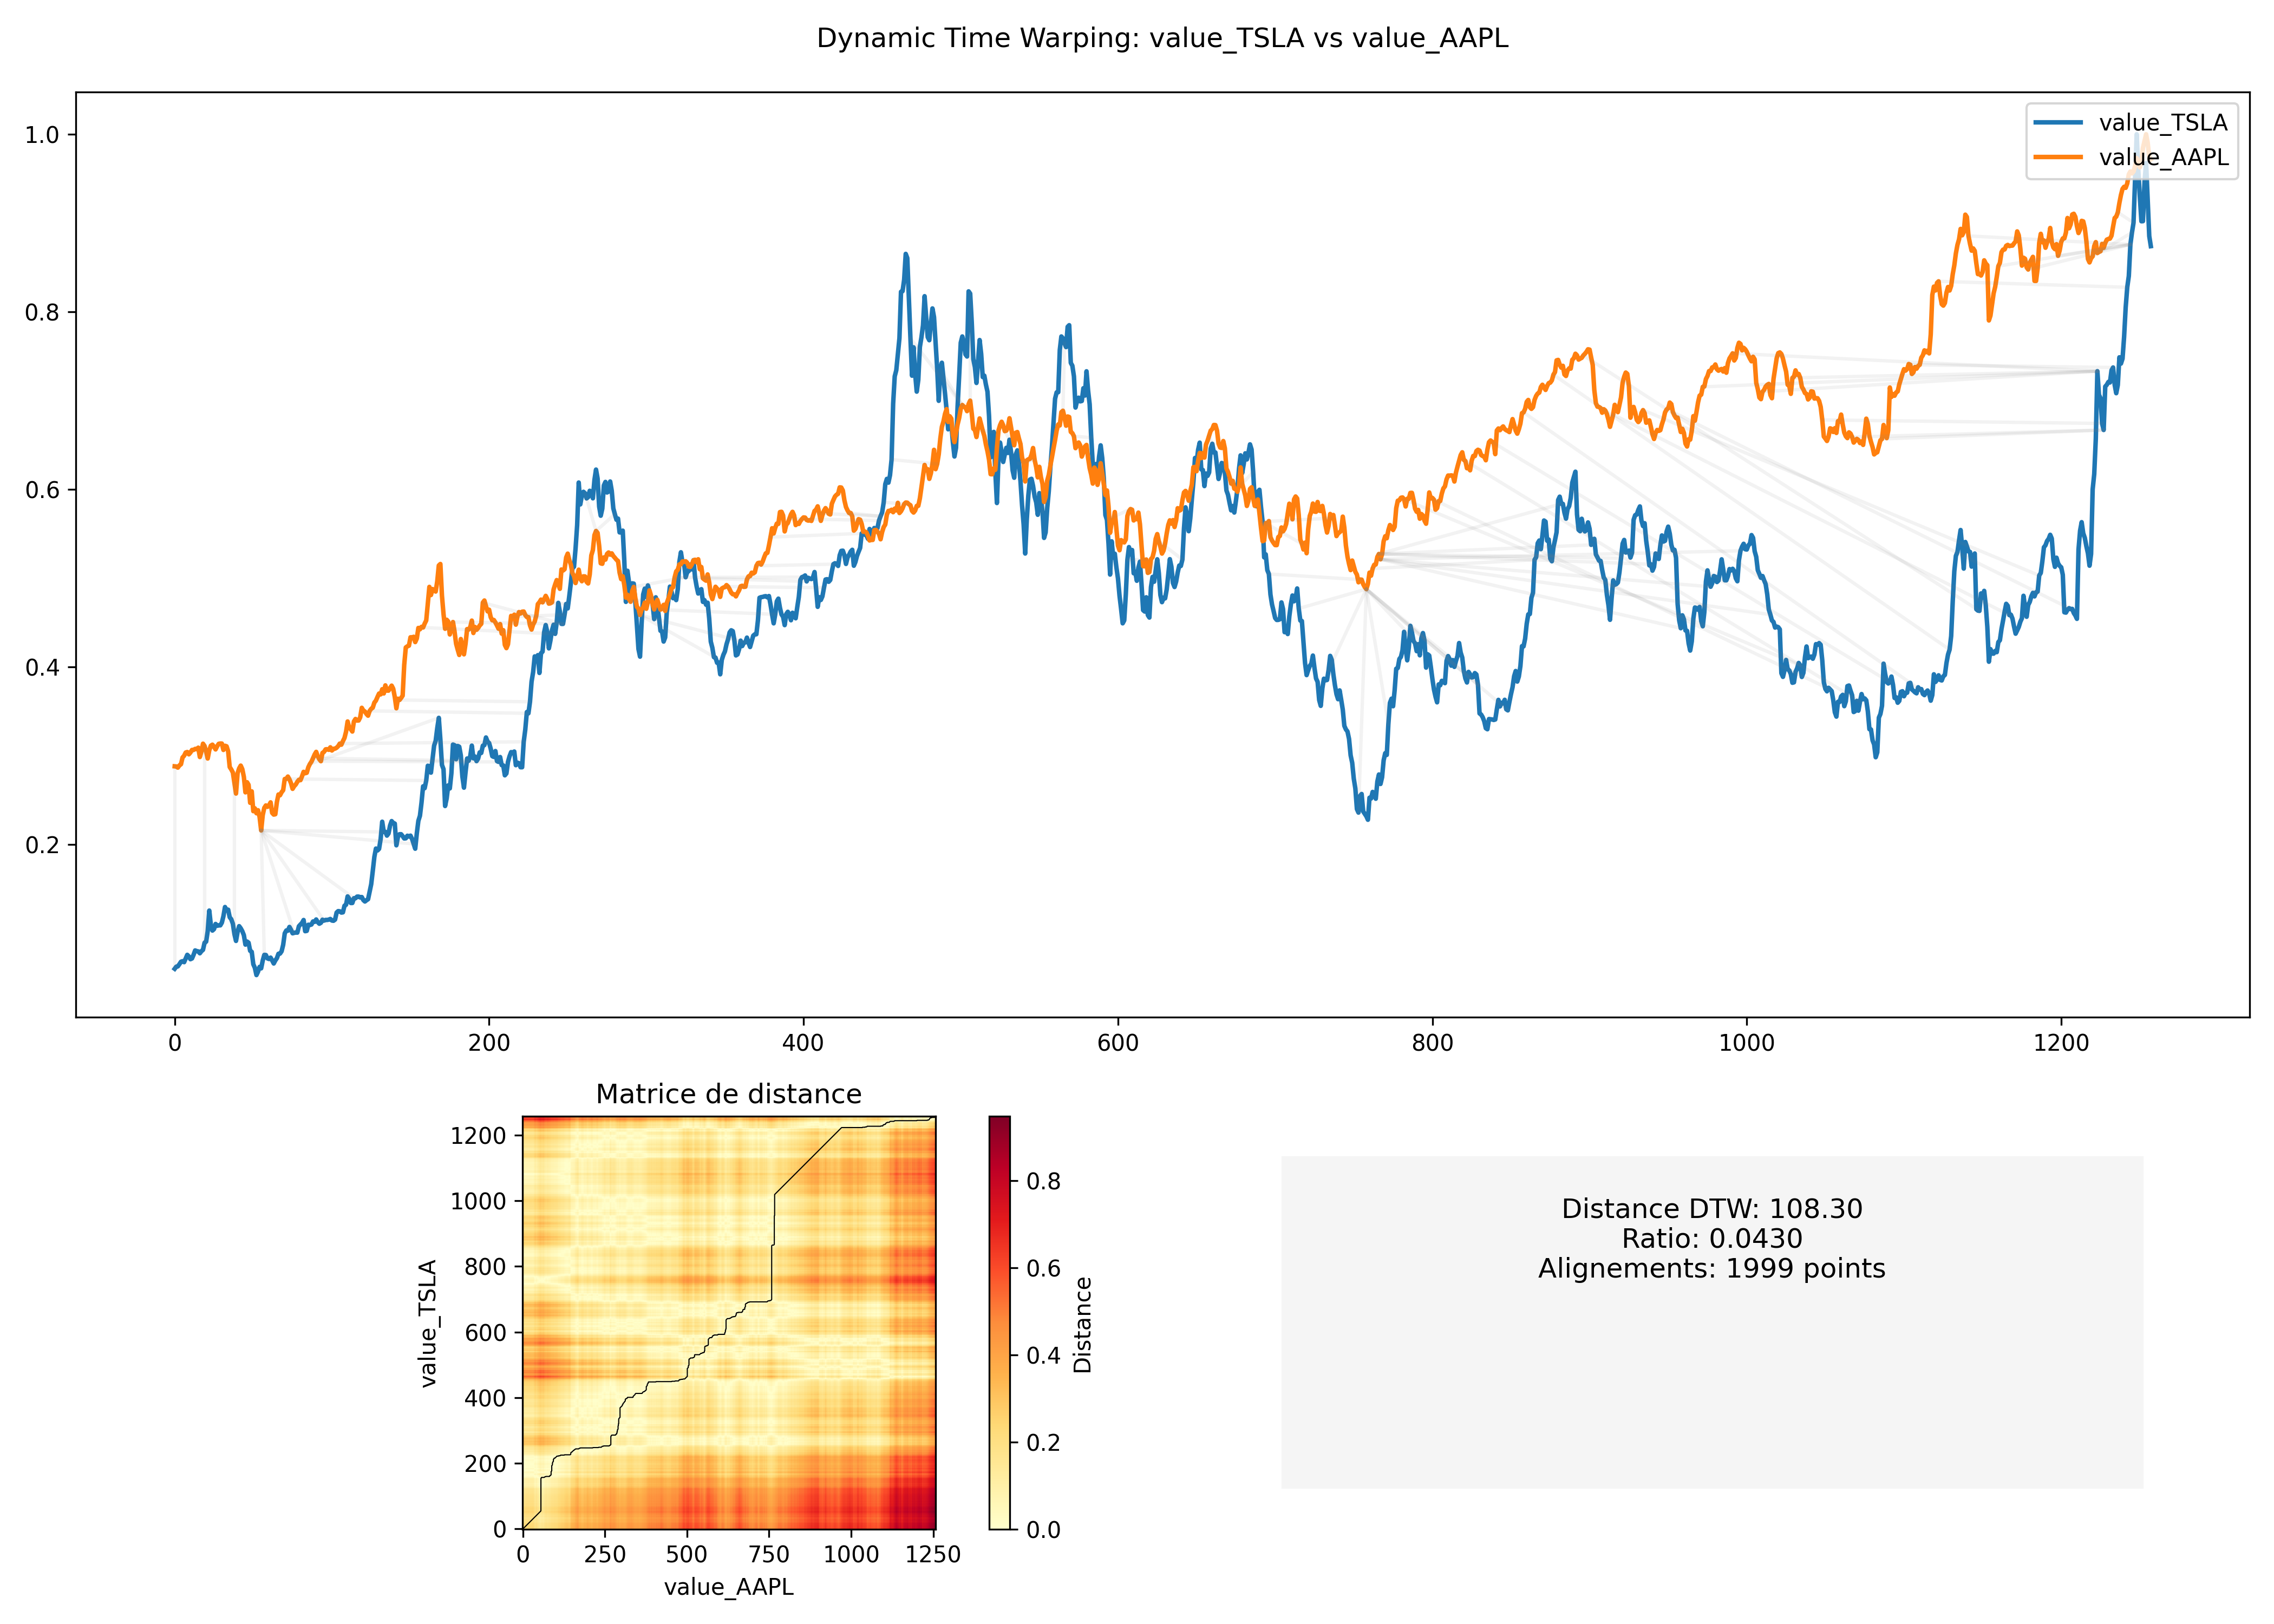 Dynamic Time Warping: value_TSLA vs value_AAPL
value_TSLA
value_AAPL
1.0
0.8
0.6
0.4
0.2
0 200 400 600 800 1000 1200
Matrice de distance
value_TSLA
1200
1000
800
600
400
200
0
0 250 500 750 1000 1250
value_AAPL
0.8
0.6
0.4
0.2
0.0
Distance
Distance DTW: 108.30
Ratio: 0.0430
Alignements: 1999 points